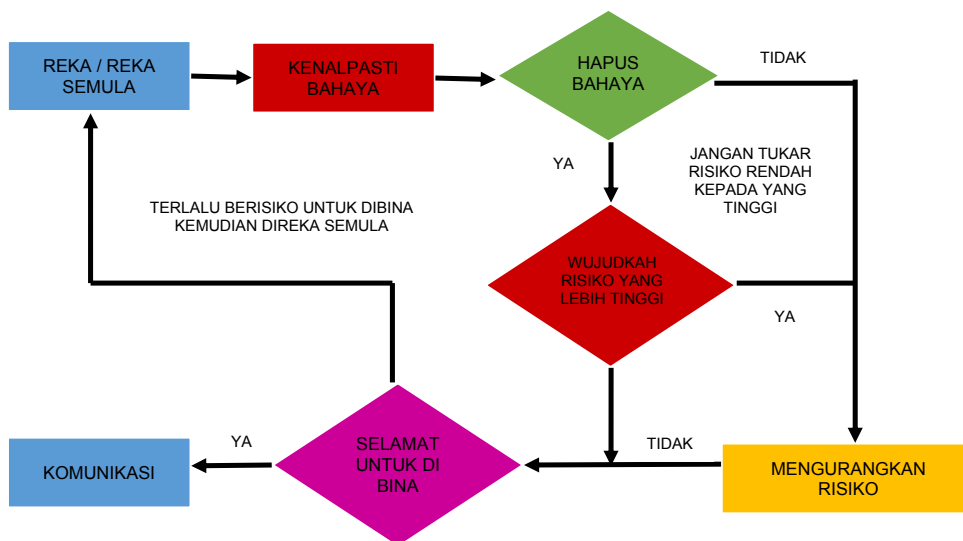 REKA / REKA
SEMULA
KENALPASTI
BAHAYA
HAPUS
BAHAYA
TIDAK
YA
JANGAN TUKAR
RISIKO RENDAH
KEPADA YANG
TINGGI
TERLALU BERISIKO UNTUK DIBINA
KEMUDIAN DIREKA SEMULA
WUJUDKAH
RISIKO YANG
LEBIH TINGGI
YA
KOMUNIKASI
YA
SELAMAT
UNTUK DI
BINA
TIDAK
MENGURANGKAN
RISIKO